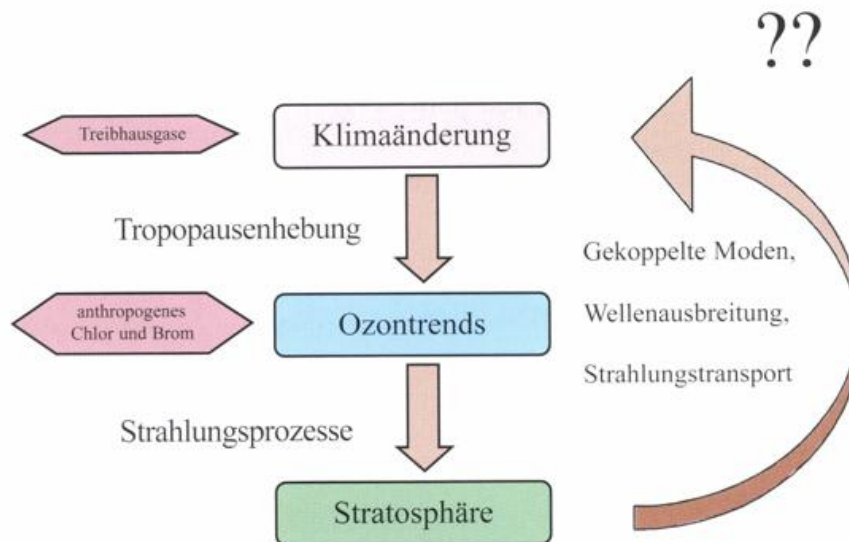 ??
Treibhausgase
Klimaänderung
Tropopausenhebung
Gekoppelte Moden,
Wellenausbreitung,
Strahlungstransport
anthropogenes
Chlor und Brom
Ozontrends
Strahlungsprozesse
Stratosphäre